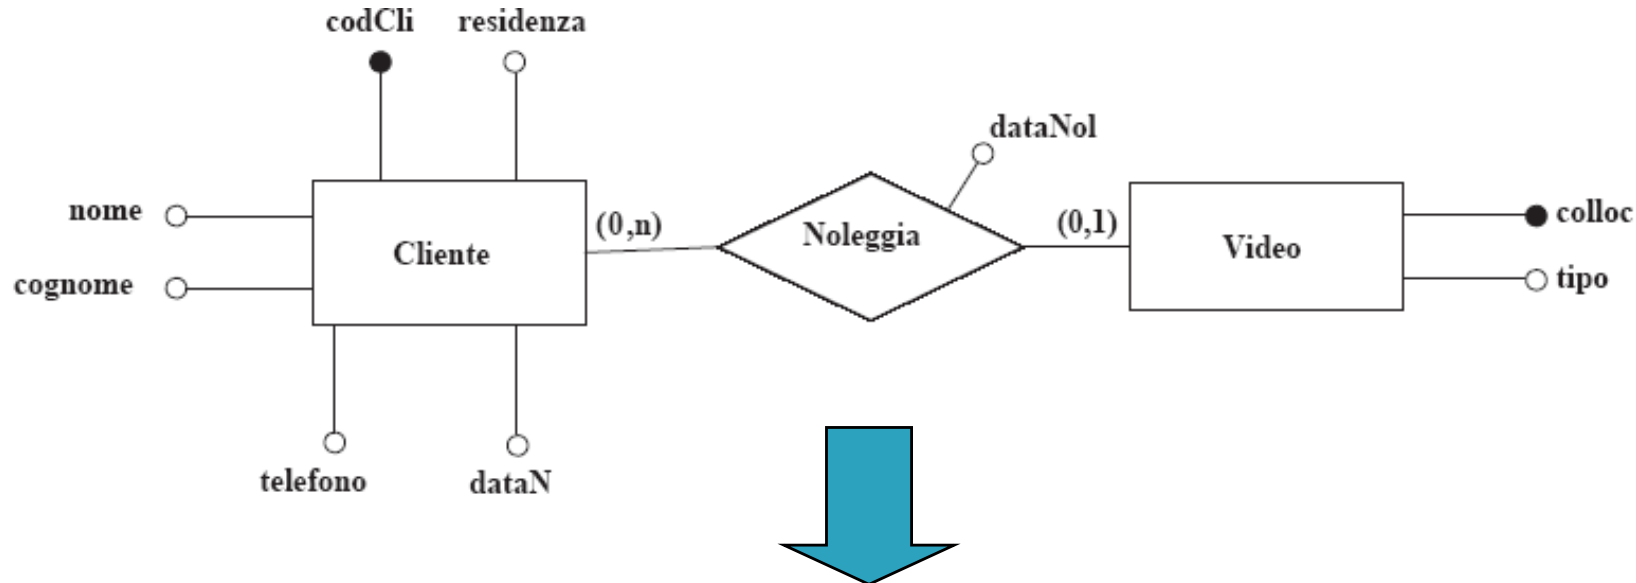 codCli residenza
dataNol
nome
(0,n) Noleggia (0,1)
colloc
Cliente
Video
cognome
tipo
telefono dataN